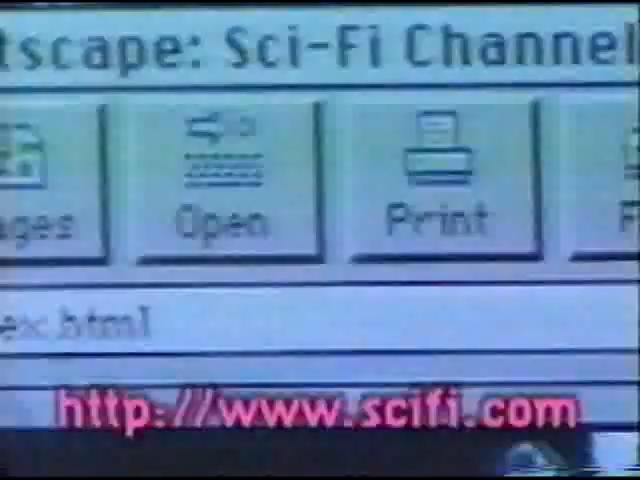 tscape: Sci-Fi Channel
ages Open Print F
ex.html
http://www.scifi.com